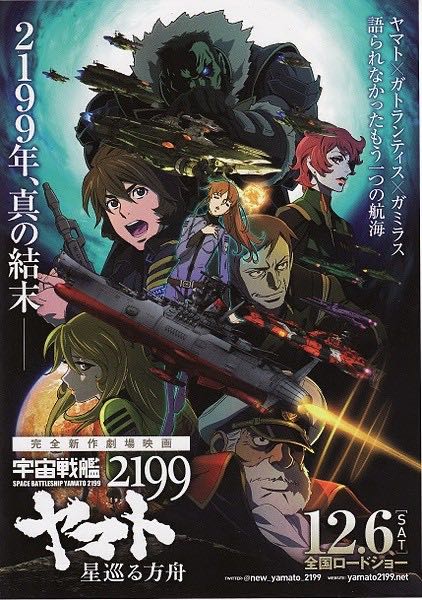 ヤマト×ガトランティス×ガミラス
語られなかったもう一つの航海
2199年、真の結末──
完全新作劇場映画
宇宙戦艦
SPACE BATTLESHIP YAMATO 2199
2199
ヤマト
星巡る方舟
12.6[SAT]
全国ロードショー
TWITTER: @new_yamato_2199 WEBSITE: yamato2199.net